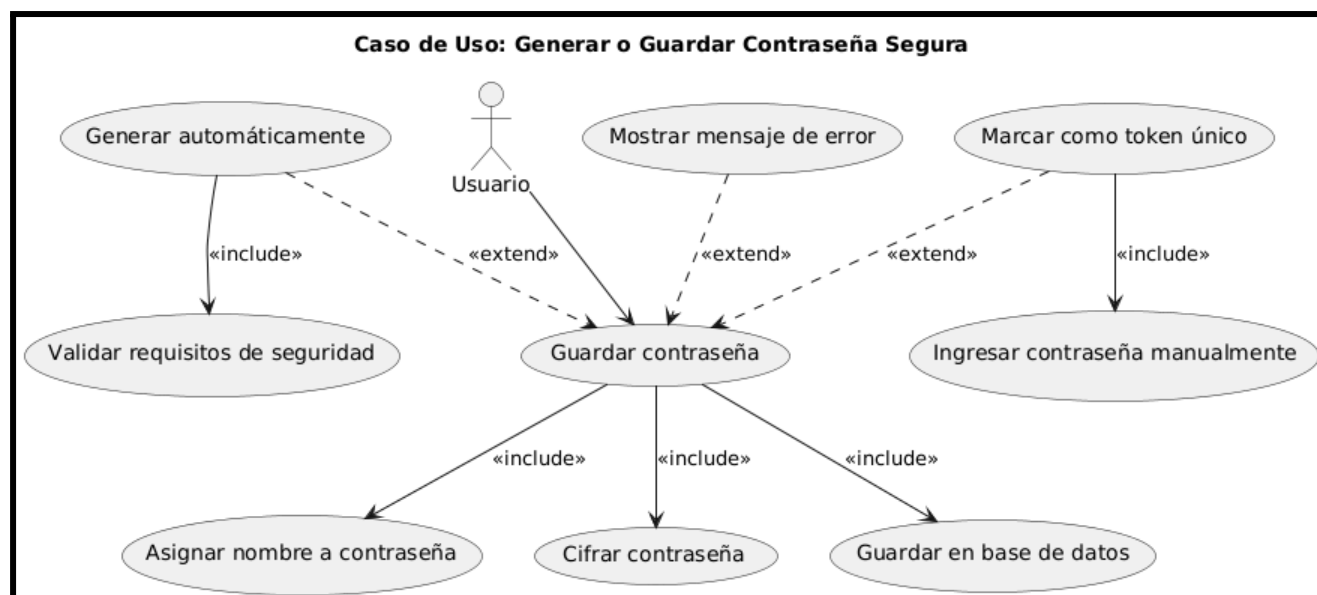 Caso de Uso: Generar o Guardar Contraseña Segura
Generar automáticamente
Mostrar mensaje de error
Marcar como token único
Usuario
«include»
«extend»
«extend»
«extend»
«include»
Validar requisitos de seguridad
Guardar contraseña
Ingresar contraseña manualmente
«include»
«include»
«include»
Asignar nombre a contraseña
Cifrar contraseña
Guardar en base de datos